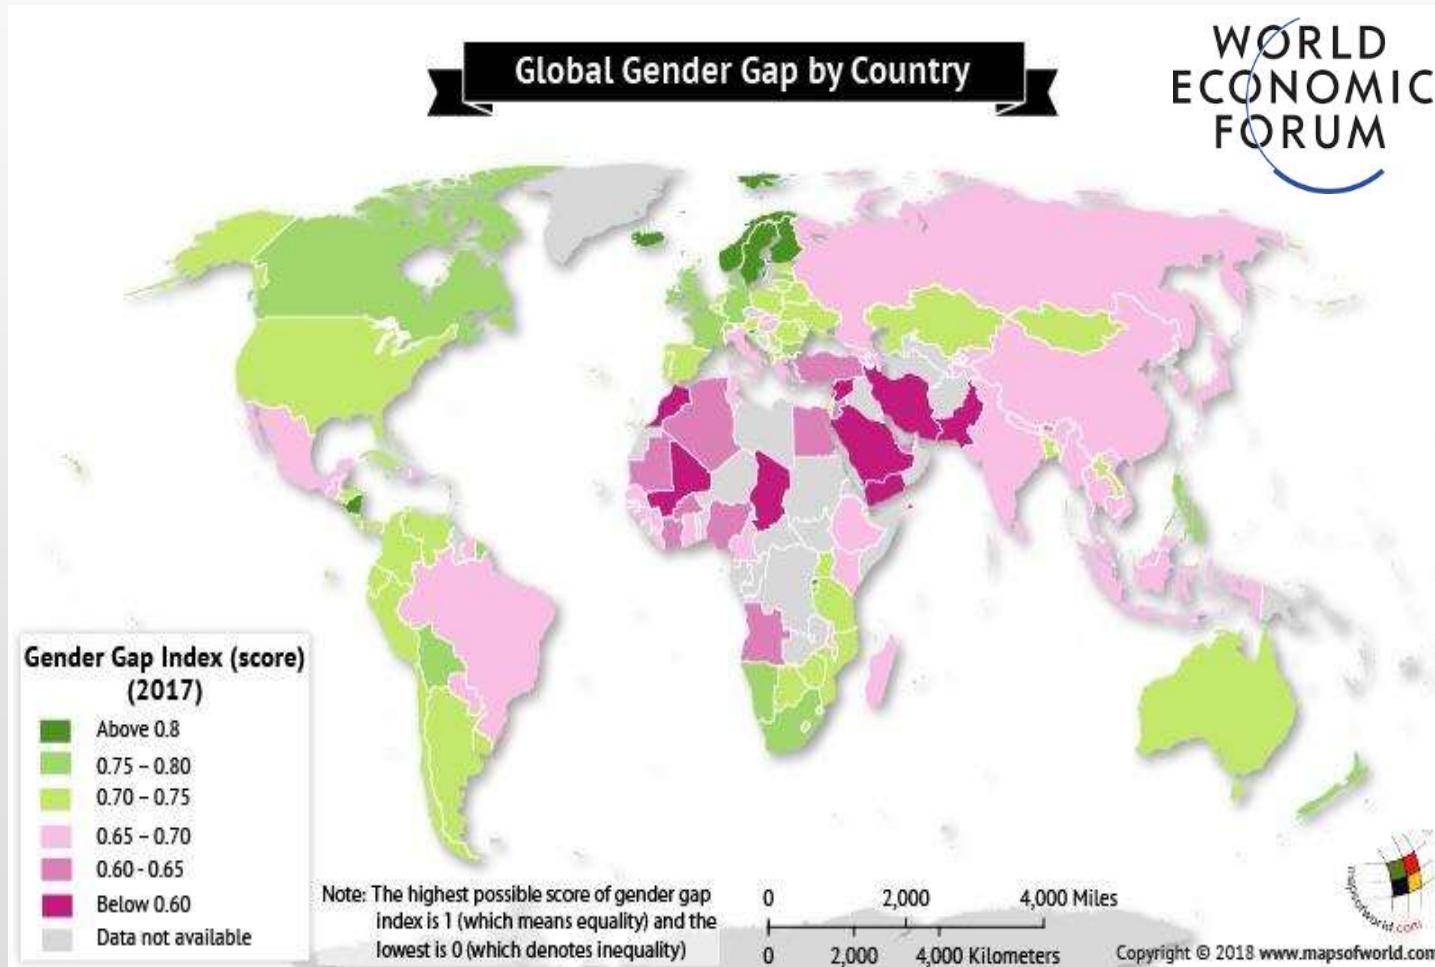 Global Gender Gap by Country
WORLD
ECONOMIC
FORUM
Gender Gap Index (score)
(2017)
Above 0.8
0.75 – 0.80
0.70 – 0.75
0.65 – 0.70
0.60 - 0.65
Below 0.60
Data not available
Note: The highest possible score of gender gap
index is 1 (which means equality) and the
lowest is 0 (which denotes inequality)
0 2,000 4,000 Miles
0 2,000 4,000 Kilometers
mapsofworld.com
Copyright © 2018 www.mapsofworld.com